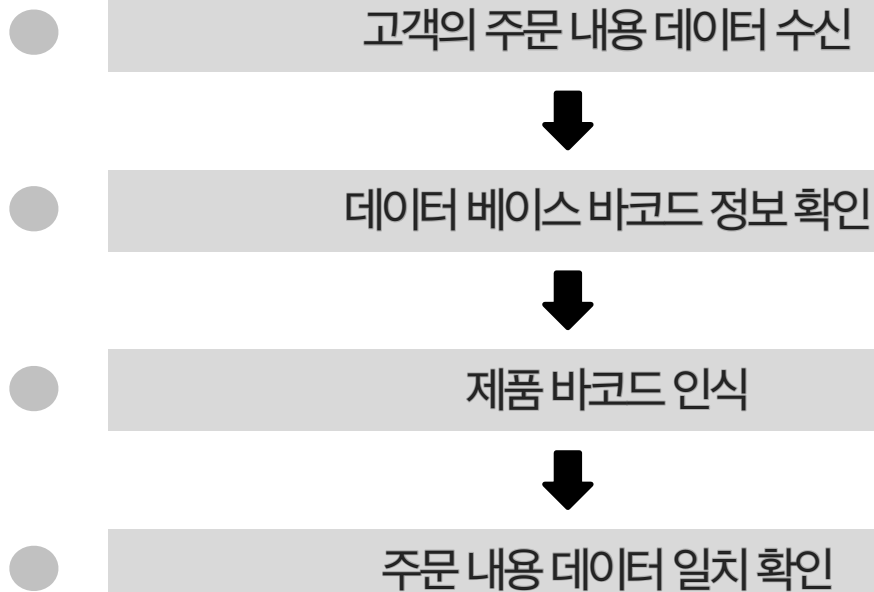 고객의 주문 내용 데이터 수신
데이터 베이스 바코드 정보 확인
제품 바코드 인식
주문 내용 데이터 일치 확인